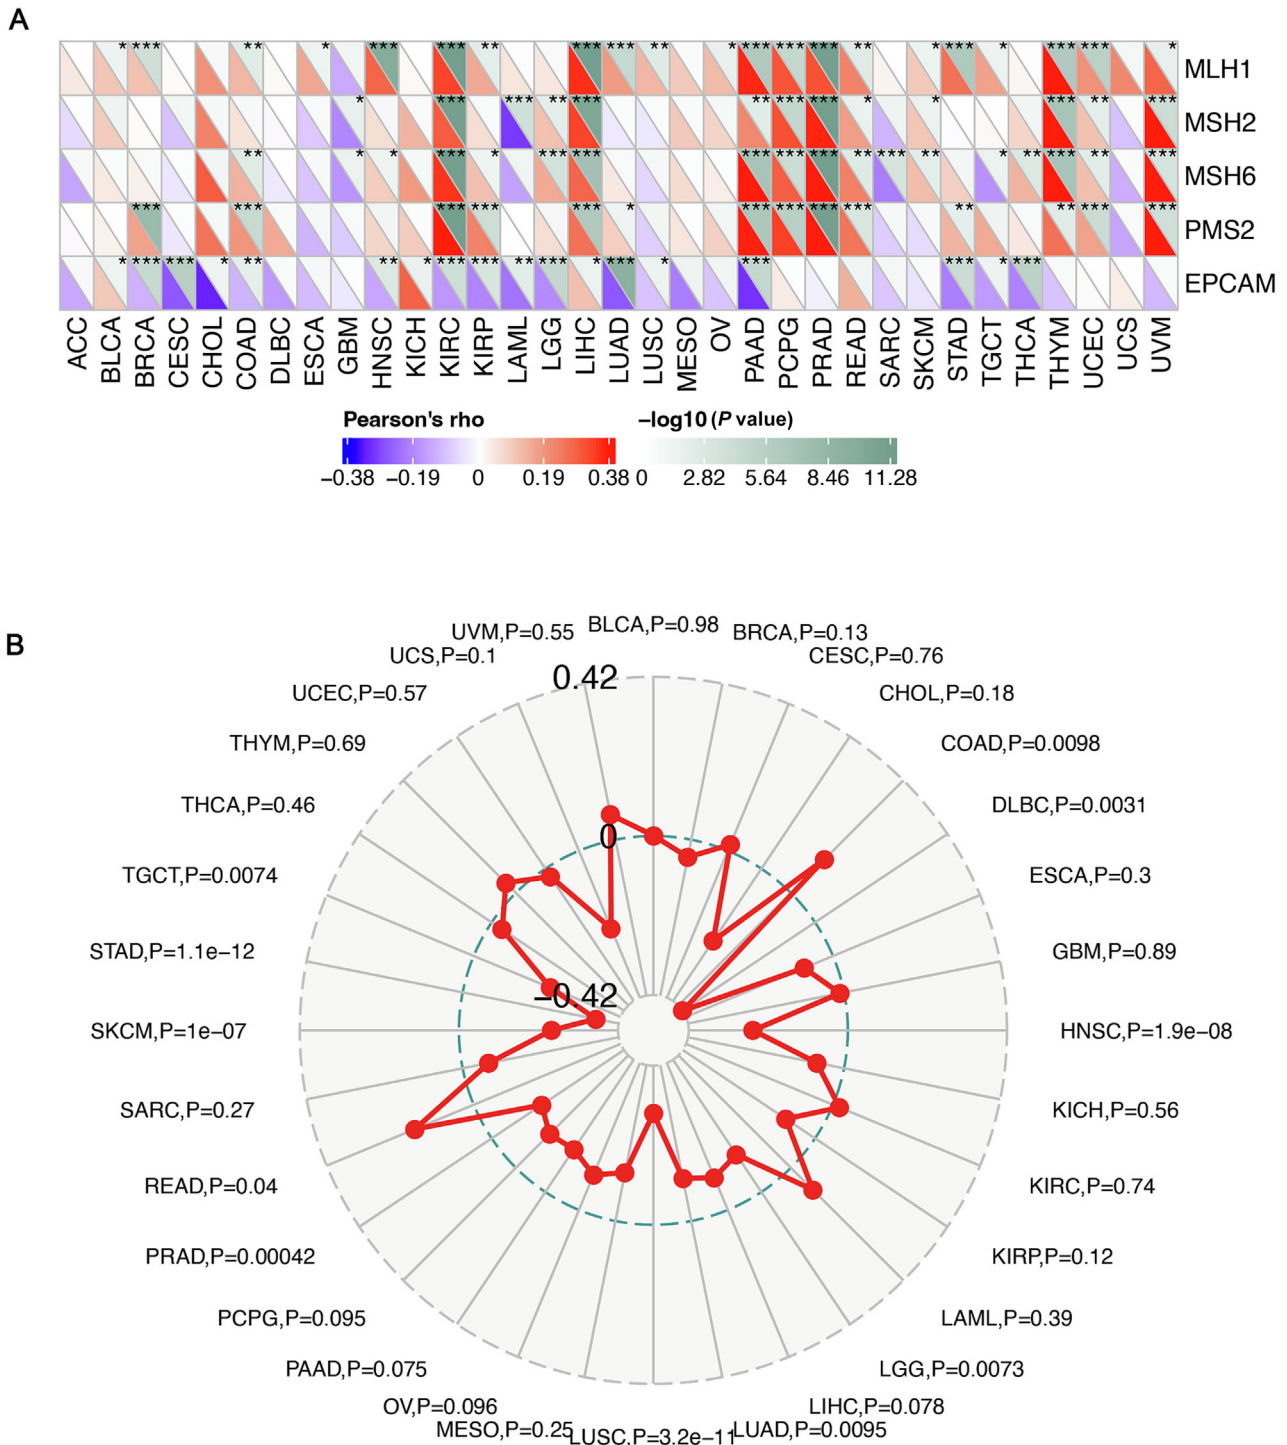 A
* *** ** * *** *** ** *** *** ** * *** *** *** ** * *** * *** *** * MLH1
* *** *** ** *** ** *** *** * * *** ** *** MSH2
** * * *** * *** *** *** *** *** ** *** ** * ** *** ** *** MSH6
*** *** *** *** *** * *** *** *** *** ** ** *** *** PMS2
* *** *** * ** ** * *** *** ** *** * *** * *** *** * *** EPCAM
ACC BLCA BRCA CESC CHOL COAD DLBC ESCA GBM HNSC KICH KIRC KIRP LAML LGG LIHC LUAD LUSC MESO OV PAAD PCPG PRAD READ SARC SKCM STAD TGCT THCA THYM UCEC UCS UVM
Pearson's rho −log10 (P value)
−0.38 −0.19 0 0.19 0.38 0 2.82 5.64 8.46 11.28
B
UVM,P=0.55 BLCA,P=0.98 BRCA,P=0.13
UCS,P=0.1 CESC,P=0.76
0.42
UCEC,P=0.57 CHOL,P=0.18
THYM,P=0.69 COAD,P=0.0098
THCA,P=0.46 DLBC,P=0.0031
0
TGCT,P=0.0074 ESCA,P=0.3
STAD,P=1.1e−12 GBM,P=0.89
−0.42
SKCM,P=1e−07 HNSC,P=1.9e−08
SARC,P=0.27 KICH,P=0.56
READ,P=0.04 KIRC,P=0.74
PRAD,P=0.00042 KIRP,P=0.12
PCPG,P=0.095 LAML,P=0.39
PAAD,P=0.075 LGG,P=0.0073
OV,P=0.096 LIHC,P=0.078
MESO,P=0.25 LUSC,P=3.2e−11 LUAD,P=0.0095